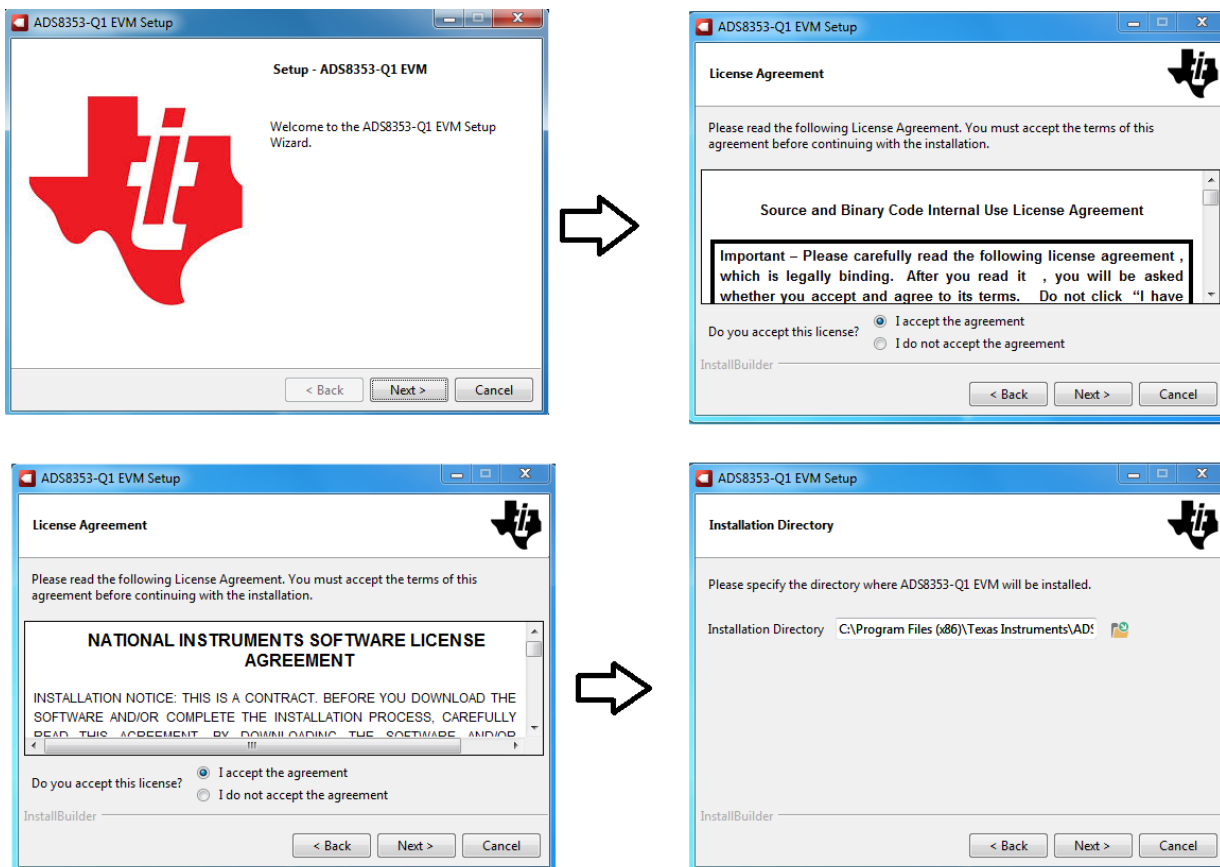 ADS8353-Q1 EVM Setup
Setup - ADS8353-Q1 EVM
Welcome to the ADS8353-Q1 EVM Setup
Wizard.
< Back
Next >
Cancel
ADS8353-Q1 EVM Setup
License Agreement
Please read the following License Agreement. You must accept the terms of this
agreement before continuing with the installation.
Source and Binary Code Internal Use License Agreement
Important – Please carefully read the following license agreement ,
which is legally binding. After you read it , you will be asked
whether you accept and agree to its terms. Do not click “I have
Do you accept this license?
I accept the agreement
I do not accept the agreement
InstallBuilder
< Back
Next >
Cancel
ADS8353-Q1 EVM Setup
License Agreement
Please read the following License Agreement. You must accept the terms of this
agreement before continuing with the installation.
NATIONAL INSTRUMENTS SOFTWARE LICENSE
AGREEMENT
INSTALLATION NOTICE: THIS IS A CONTRACT. BEFORE YOU DOWNLOAD THE
SOFTWARE AND/OR COMPLETE THE INSTALLATION PROCESS, CAREFULLY
READ THIS AGREEMENT. BY DOWNLOADING THE SOFTWARE AND/OR
Do you accept this license?
I accept the agreement
I do not accept the agreement
InstallBuilder
< Back
Next >
Cancel
ADS8353-Q1 EVM Setup
Installation Directory
Please specify the directory where ADS8353-Q1 EVM will be installed.
Installation Directory C:\Program Files (x86)\Texas Instruments\ADS
InstallBuilder
< Back
Next >
Cancel